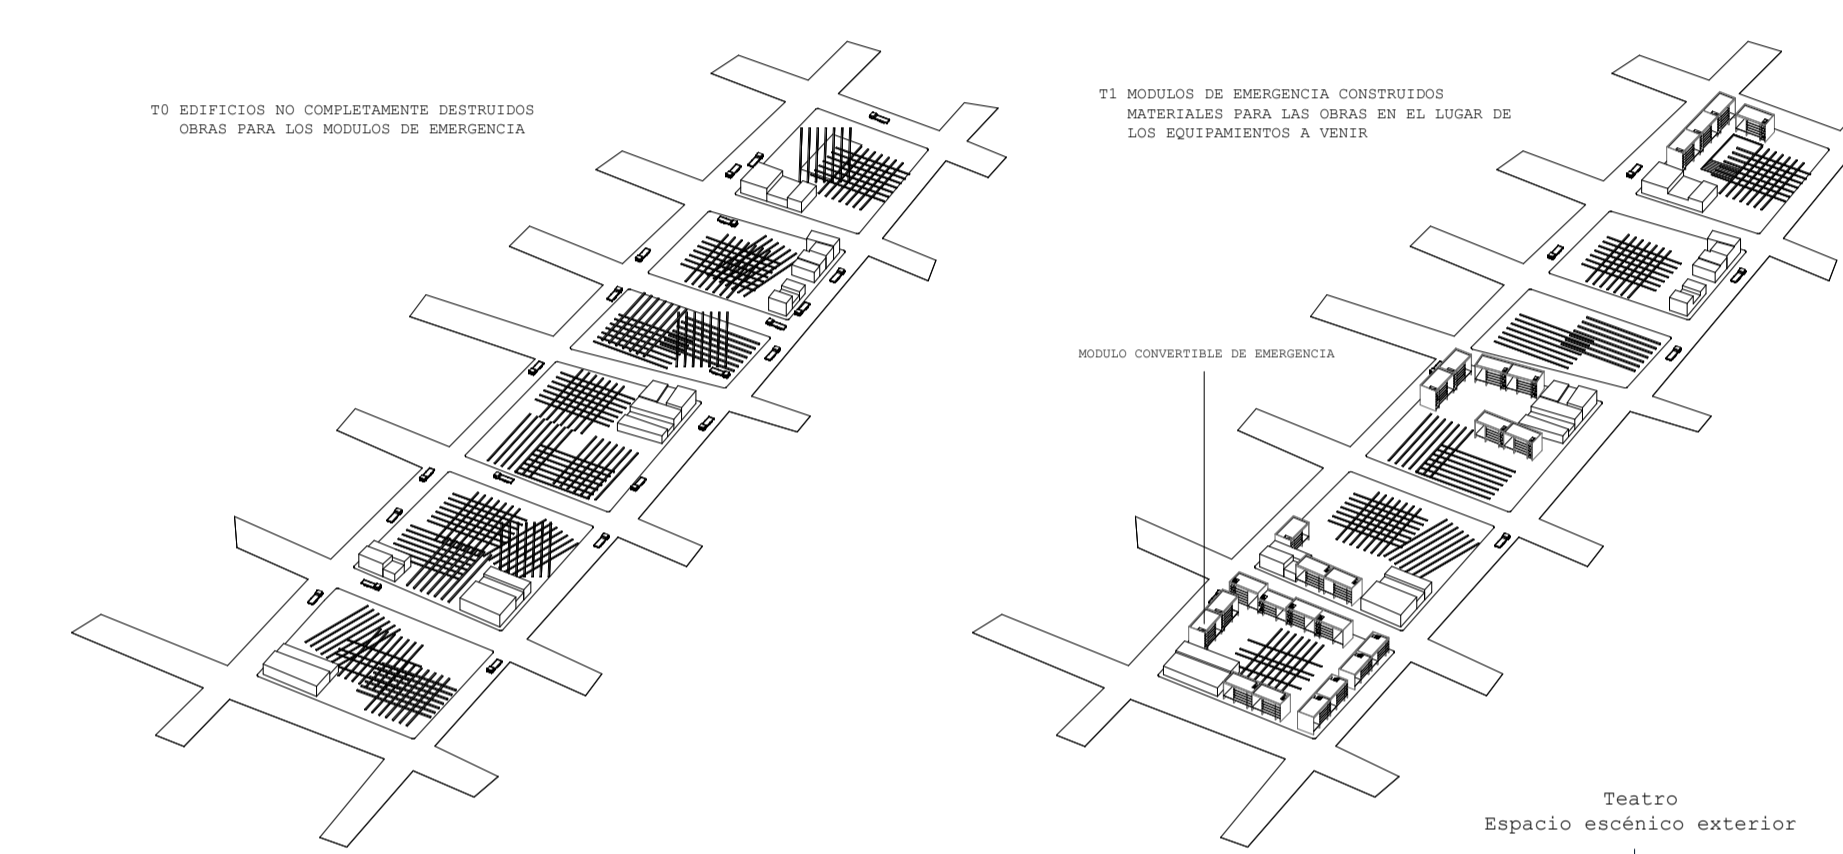 T0 EDIFICIOS NO COMPLETAMENTE DESTRUIDOS
OBRAS PARA LOS MODULOS DE EMERGENCIA
T1 MODULOS DE EMERGENCIA CONSTRUIDOS
MATERIALES PARA LAS OBRAS EN EL LUGAR DE
LOS EQUIPAMIENTOS A VENIR
MODULO CONVERTIBLE DE EMERGENCIA
Teatro
Espacio escénico exterior